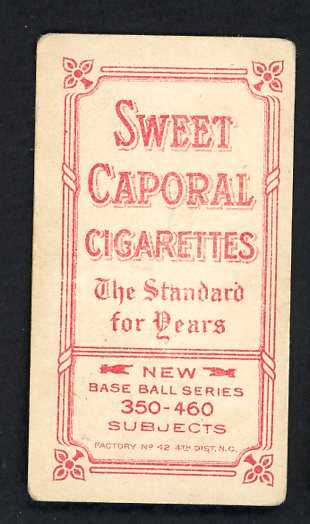 SWEET
CAPORAL
CIGARETTES
The Standard
for Years
NEW
BASE BALL SERIES
350-460
SUBJECTS
FACTORY Nº 42 4TH DIST. N.C.